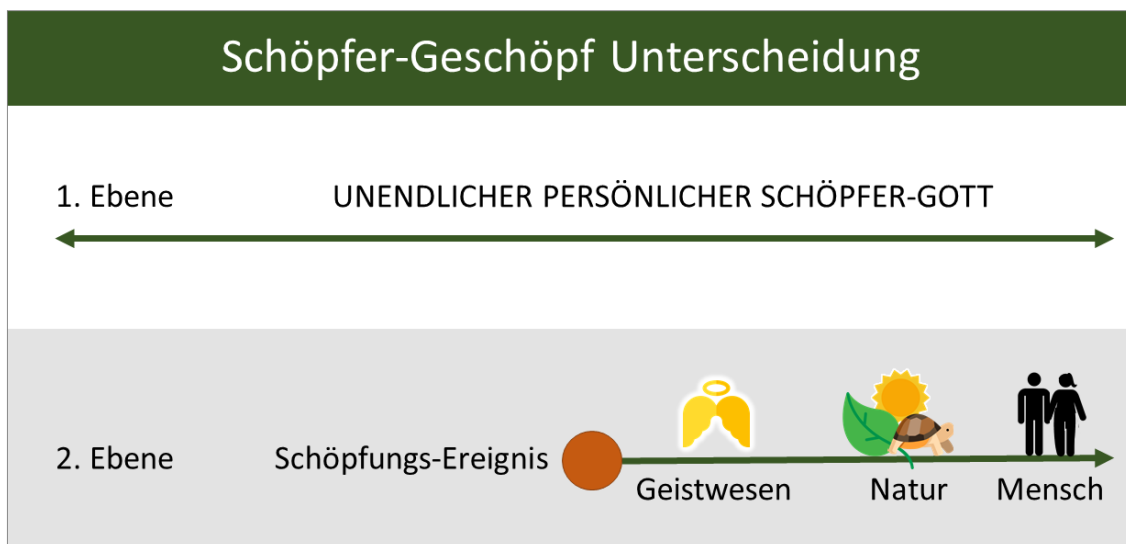 Schöpfer-Geschöpf Unterscheidung
1. Ebene UNENDLICHER PERSÖNLICHER SCHÖPFER-GOTT
2. Ebene Schöpfungs-Ereignis
Geistwesen Natur Mensch